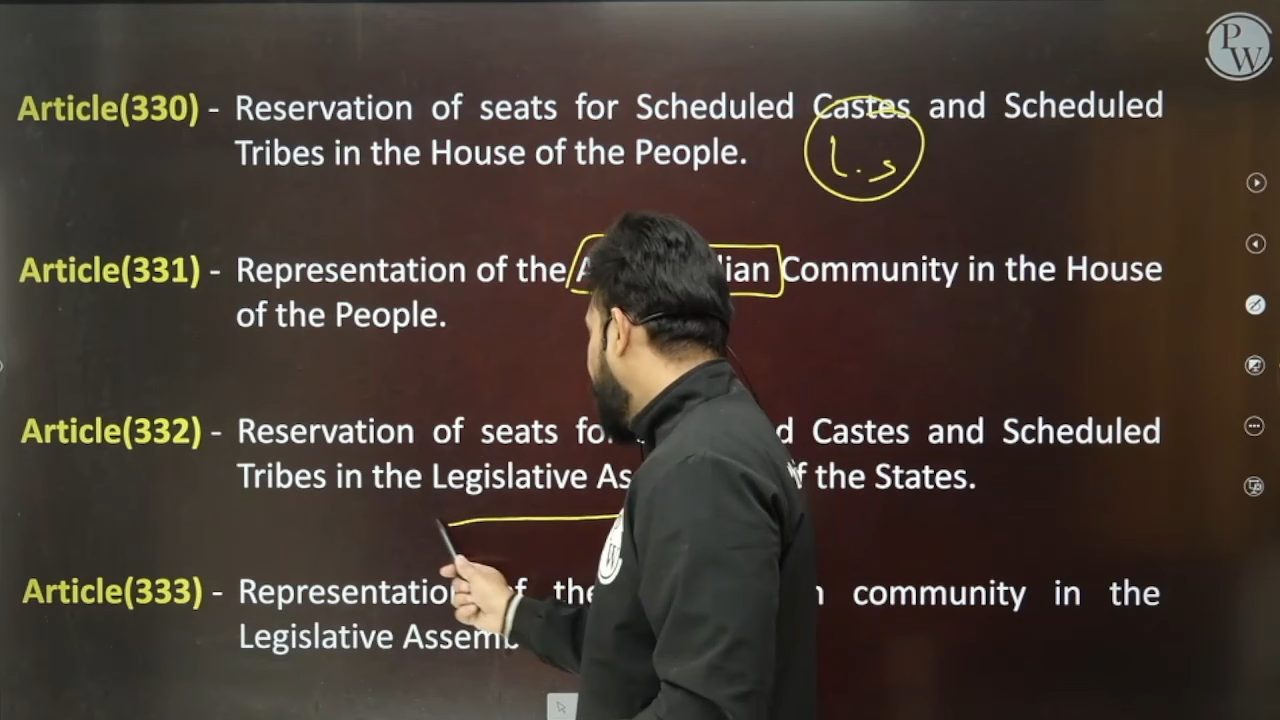 PW
Article(330) - Reservation of seats for Scheduled Castes and Scheduled
Tribes in the House of the People.
L.S
Article(331) - Representation of the Community in the House
of the People.
Article(332) - Reservation of seats Castes and Scheduled
Tribes in the Legislative of the States.
Article(333) - community in the
Legislative
W